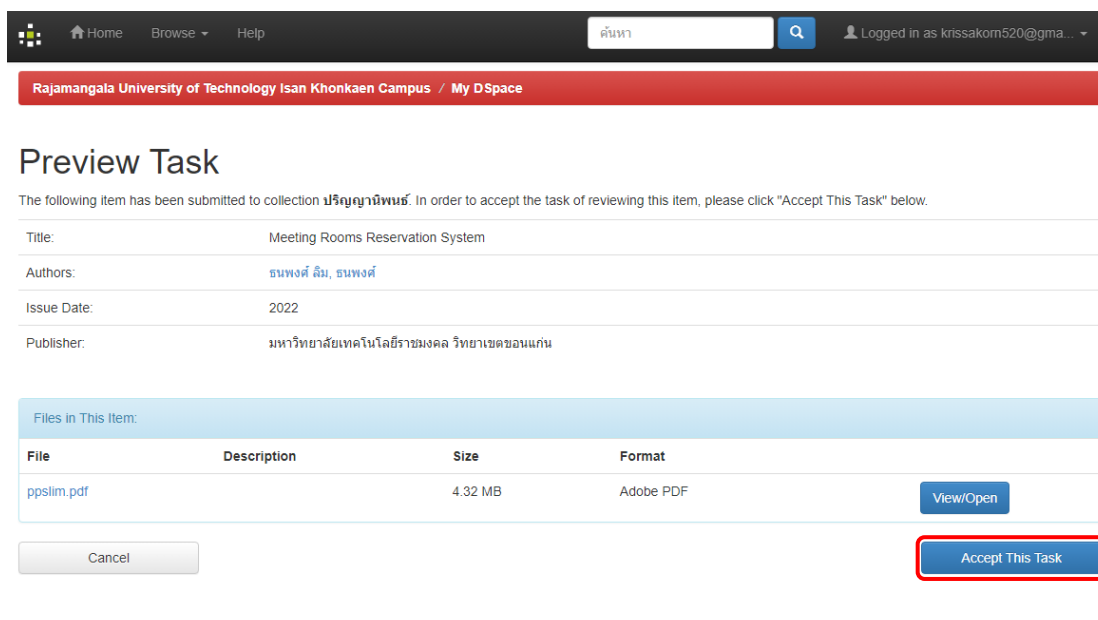 Home Browse Help ค้นหา Logged in as krissakorn520@gma...
Rajamangala University of Technology Isan Khonkaen Campus / My DSpace
Preview Task
The following item has been submitted to collection ปริญญานิพนธ์. In order to accept the task of reviewing this item, please click "Accept This Task" below.
Title: Meeting Rooms Reservation System
Authors: ธนพงศ์ ลิม, ธนพงศ์
Issue Date: 2022
Publisher: มหาวิทยาลัยเทคโนโลยีราชมงคล วิทยาเขตขอนแก่น
Files in This Item:
File Description Size Format
ppslim.pdf 4.32 MB Adobe PDF View/Open
Cancel Accept This Task